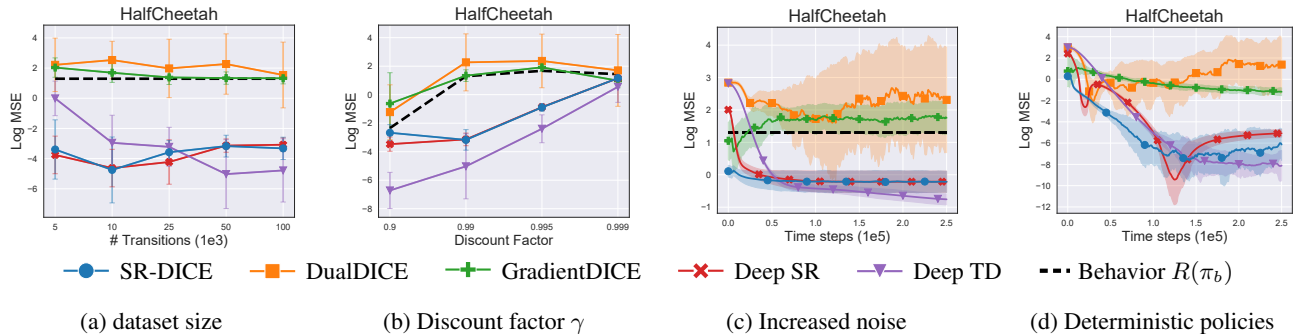 HalfCheetah
Log MSE
4
2
0
−2
−4
−6
5 10 25 50 100
# Transitions (1e3)
HalfCheetah
Log MSE
4
2
0
−2
−4
−6
−8
0.9 0.99 0.995 0.999
Discount Factor
HalfCheetah
Log MSE
4
3
2
1
0
−1
0.0 0.5 1.0 1.5 2.0 2.5
Time steps (1e5)
HalfCheetah
Log MSE
4
2
0
−2
−4
−6
−8
−10
−12
0.0 0.5 1.0 1.5 2.0 2.5
Time steps (1e5)
SR-DICE DualDICE GradientDICE Deep SR Deep TD Behavior R(π_b)
(a) dataset size (b) Discount factor γ (c) Increased noise (d) Deterministic policies